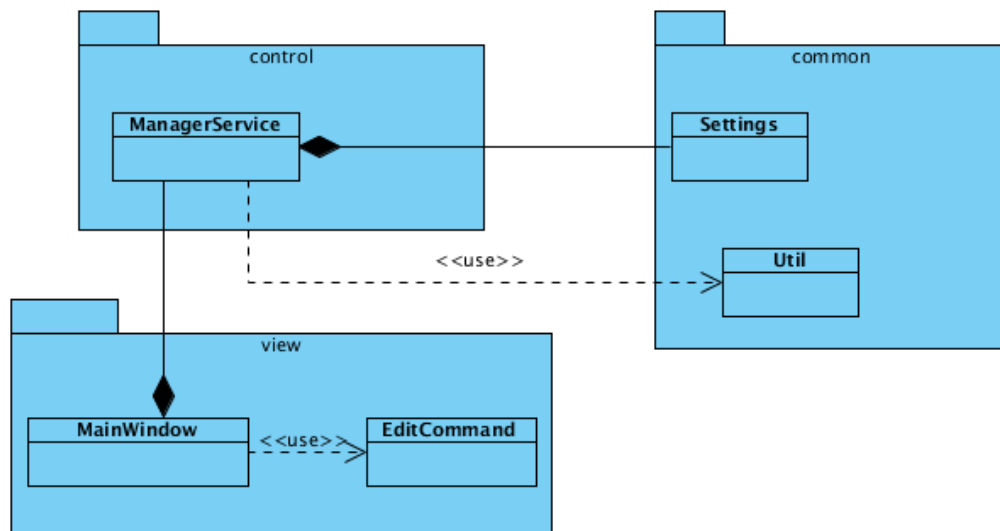 control
common
ManagerService
Settings
<<use>>
Util
view
MainWindow
<<use>>
EditCommand